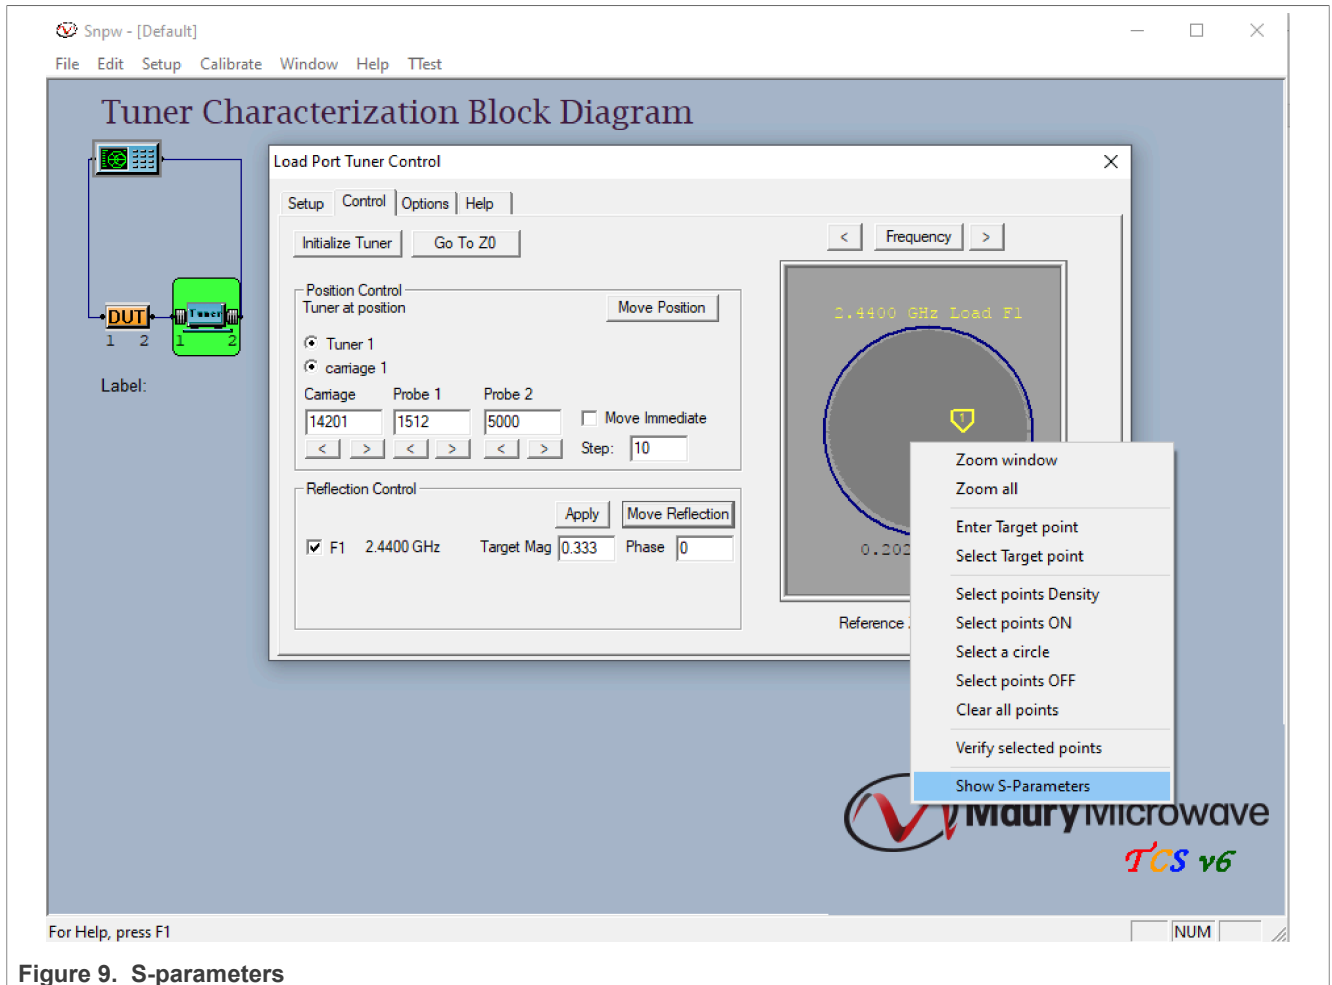 Snpw - [Default]
File Edit Setup Calibrate Window Help TTest
Tuner Characterization Block Diagram
Load Port Tuner Control
Setup Control Options Help
Initialize Tuner Go To Z0
< Frequency >
Position Control
Tuner at position
Move Position
2.4400 GHz Load F1
Tuner 1
carriage 1
Carriage Probe 1 Probe 2
14201 1512 5000
Move Immediate
< > < > < >
Step: 10
1
Reflection Control
Apply Move Reflection
F1 2.4400 GHz Target Mag 0.333 Phase 0
0.202
Reference
DUT
Tuner
1 2 1 2
Label:
Zoom window
Zoom all
Enter Target point
Select Target point
Select points Density
Select points ON
Select a circle
Select points OFF
Clear all points
Verify selected points
Show S-Parameters
Maury Microwave
TCS v6
For Help, press F1
NUM
Figure 9. S-parameters